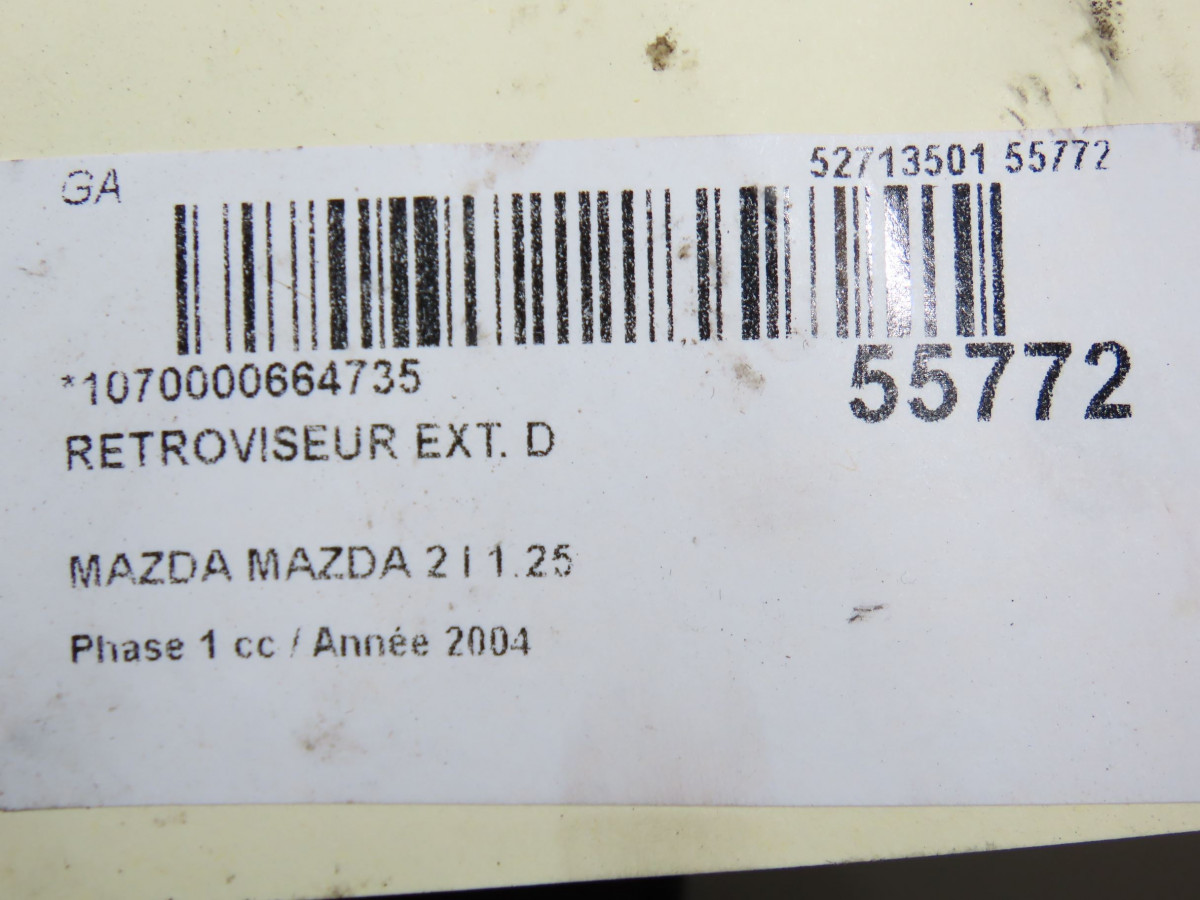 GA
52713501 55772
*1070000664735
55772
RETROVISEUR EXT. D
MAZDA MAZDA 2 I 1.25
Phase 1 cc / Année 2004